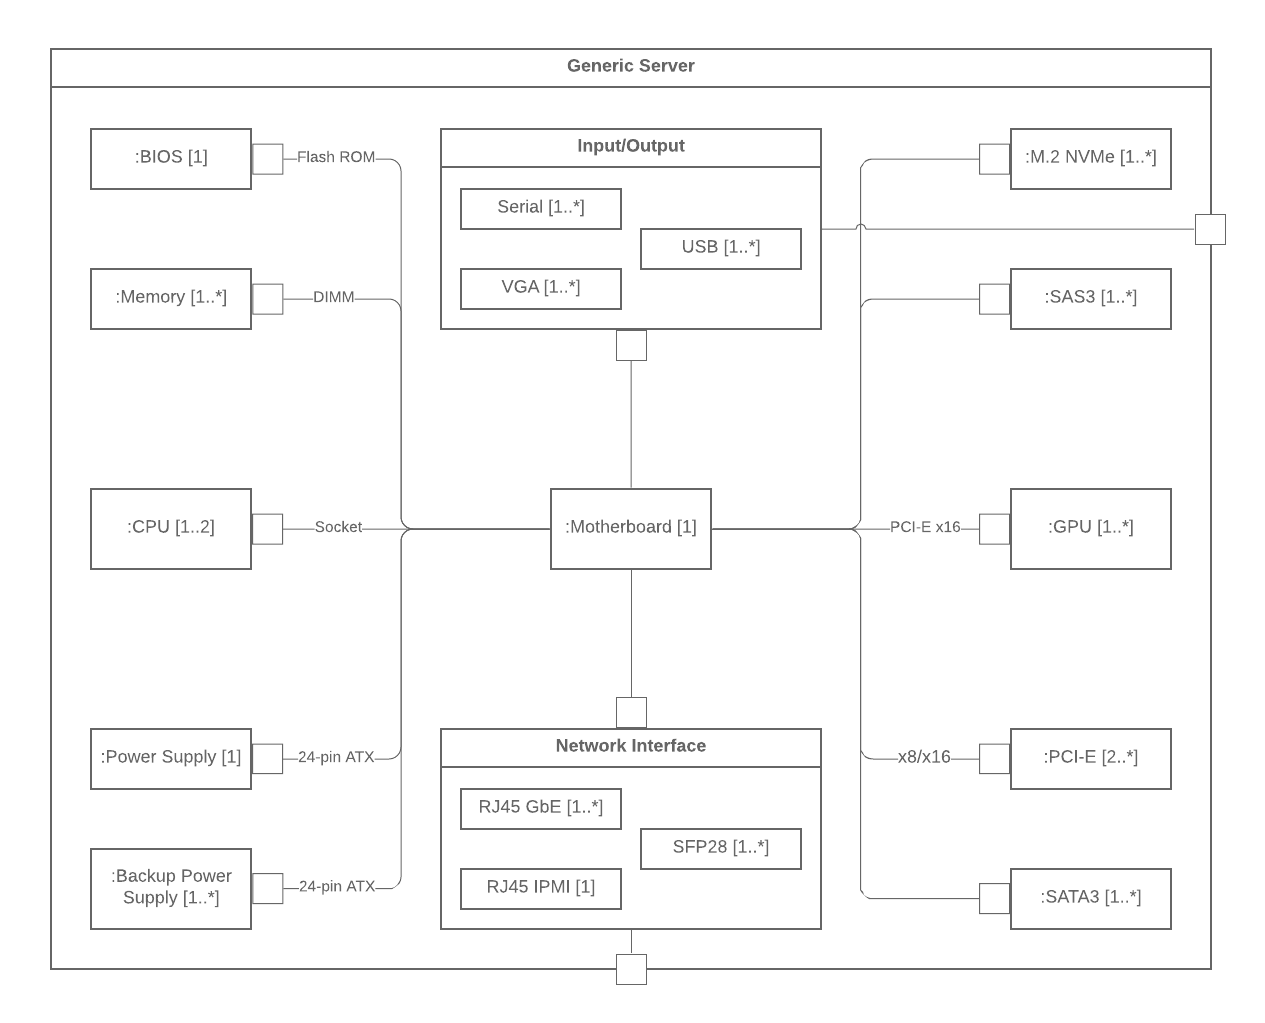 Generic Server
:BIOS [1]
Flash ROM
:Memory [1..*]
DIMM
:CPU [1..2]
Socket
:Power Supply [1]
24-pin ATX
:Backup Power
Supply [1..*]
24-pin ATX
Input/Output
Serial [1..*]
USB [1..*]
VGA [1..*]
:Motherboard [1]
Network Interface
RJ45 GbE [1..*]
SFP28 [1..*]
RJ45 IPMI [1]
:M.2 NVMe [1..*]
:SAS3 [1..*]
PCI-E x16
:GPU [1..*]
x8/x16
:PCI-E [2..*]
:SATA3 [1..*]